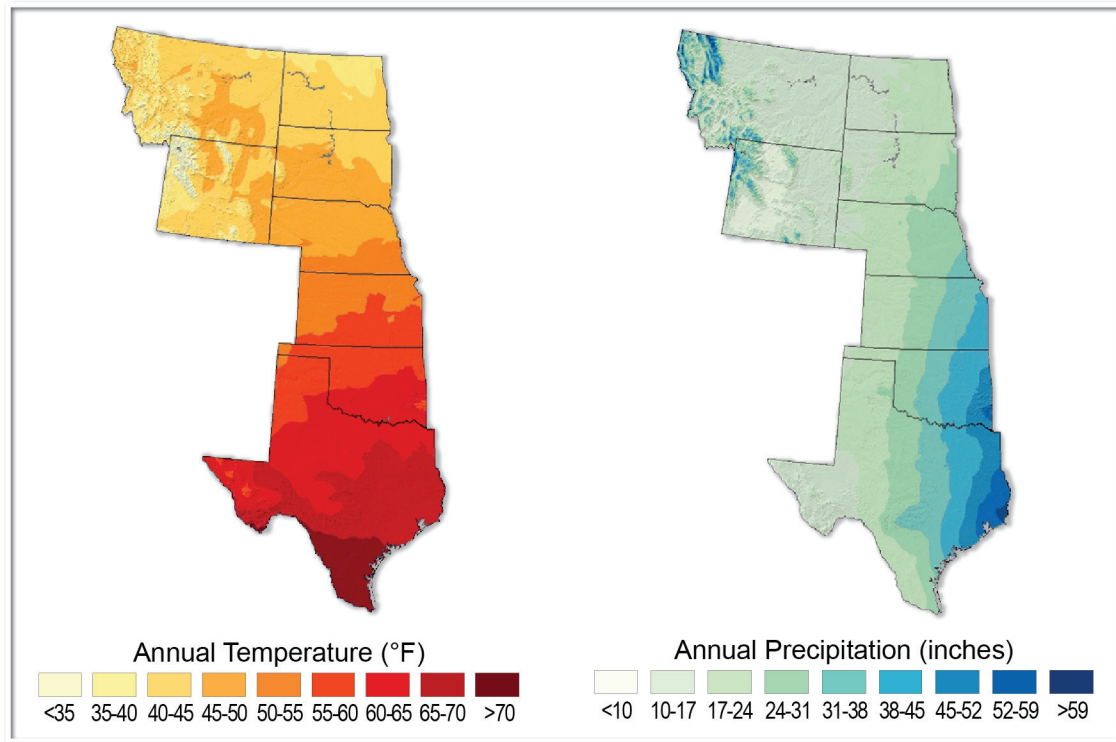 Annual Temperature (°F)
<35 35-40 40-45 45-50 50-55 55-60 60-65 65-70 >70
Annual Precipitation (inches)
<10 10-17 17-24 24-31 31-38 38-45 45-52 52-59 >59